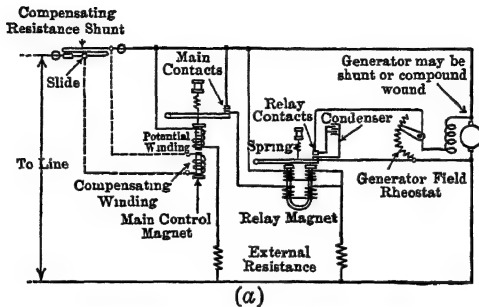 Compensating
Resistance Shunt
Slide
To Line
Main
Contacts
Potential
Winding
Compensating
Winding
Main Control
Magnet
Generator may be
shunt or compound
wound
Relay
Contacts
Condenser
Spring
Generator Field
Rheostat
Relay Magnet
External
Resistance
(a)